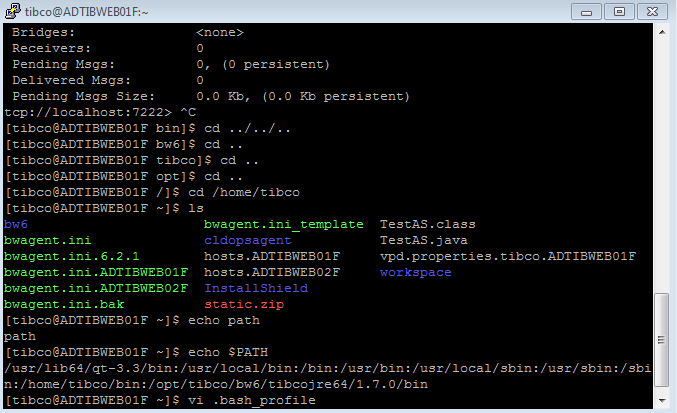 tibco@ADTIBWEB01F:~
Bridges: <none>
Receivers: 0
Pending Msgs: 0, (0 persistent)
Delivered Msgs: 0
Pending Msgs Size: 0.0 Kb, (0.0 Kb persistent)
tcp://localhost:7222> ^C
[tibco@ADTIBWEB01F bin]$ cd ../../..
[tibco@ADTIBWEB01F bw6]$ cd ..
[tibco@ADTIBWEB01F tibco]$ cd ..
[tibco@ADTIBWEB01F opt]$ cd ..
[tibco@ADTIBWEB01F /]$ cd /home/tibco
[tibco@ADTIBWEB01F ~]$ ls
bw6 bwagent.ini_template TestAS.class
bwagent.ini cldopsagent TestAS.java
bwagent.ini.6.2.1 hosts.ADTIBWEB01F vpd.properties.tibco.ADTIBWEB01F
bwagent.ini.ADTIBWEB01F hosts.ADTIBWEB02F workspace
bwagent.ini.ADTIBWEB02F InstallShield
bwagent.ini.bak static.zip
[tibco@ADTIBWEB01F ~]$ echo path
path
[tibco@ADTIBWEB01F ~]$ echo $PATH
/usr/lib64/qt-3.3/bin:/usr/local/bin:/bin:/usr/bin:/usr/local/sbin:/usr/sbin:/sbi
n:/home/tibco/bin:/opt/tibco/bw6/tibcojre64/1.7.0/bin
[tibco@ADTIBWEB01F ~]$ vi .bash_profile